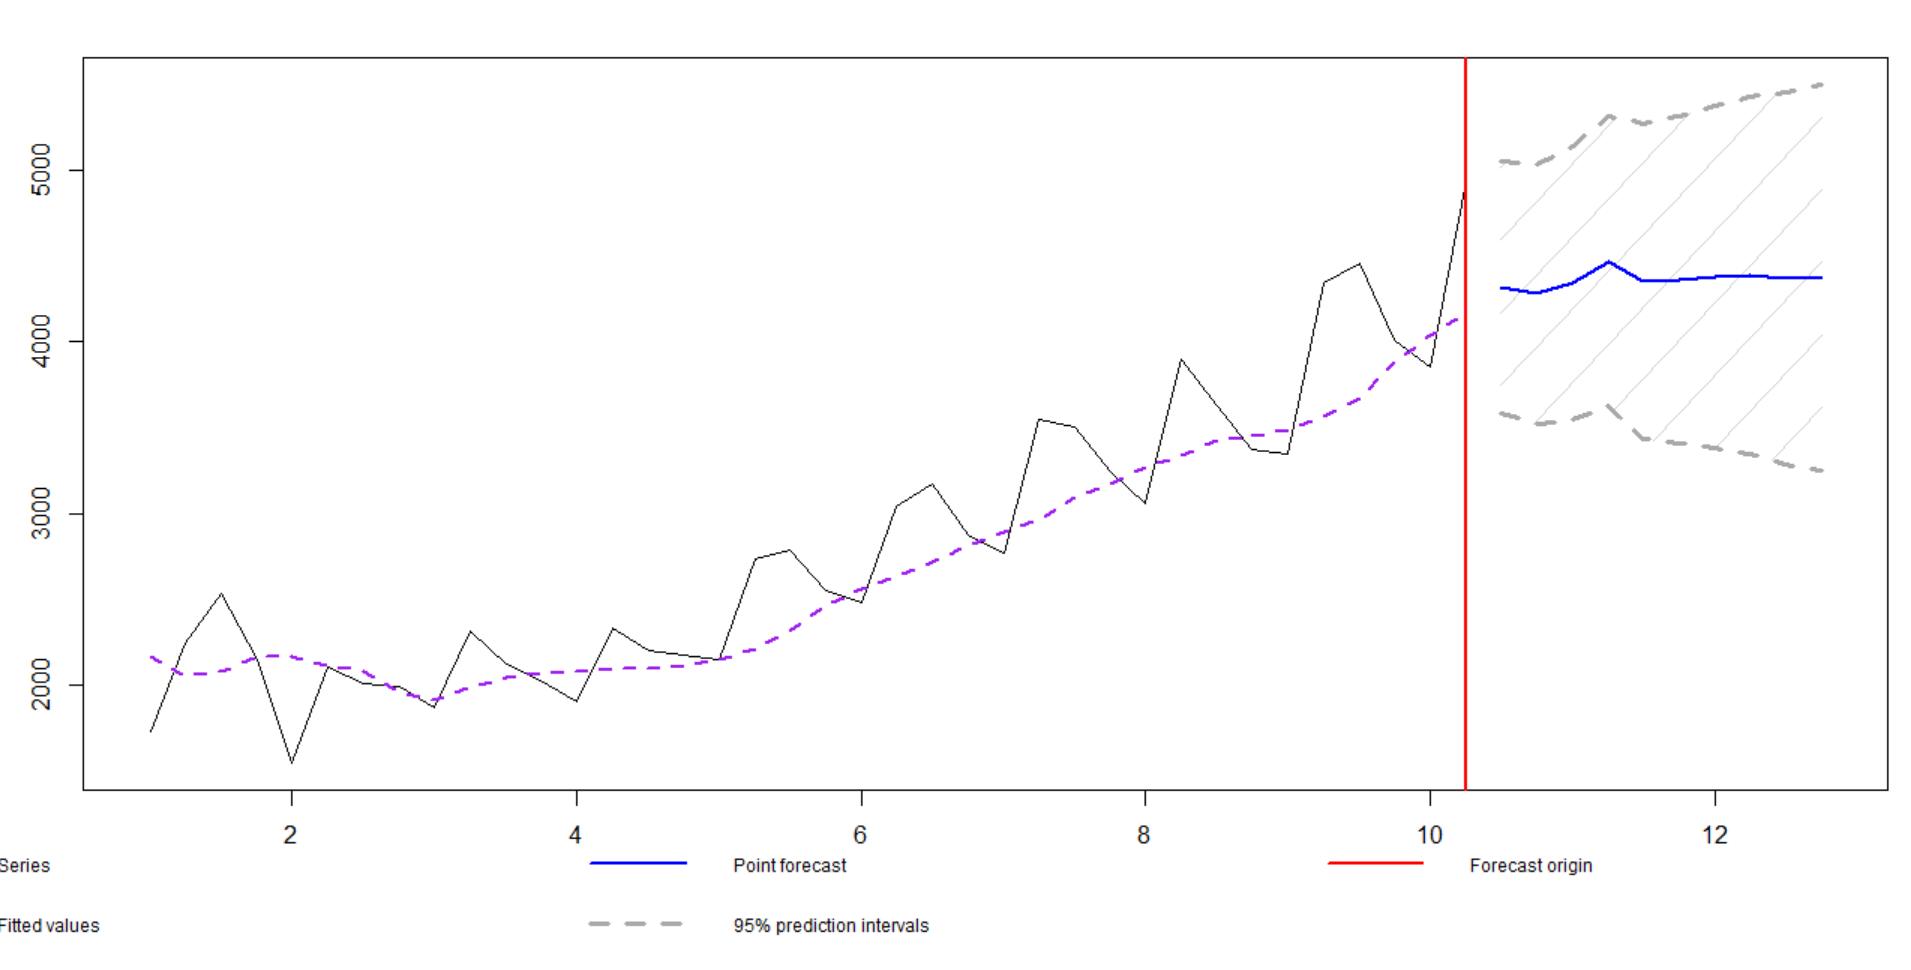 5000
4000
3000
2000
2 4 6 8 10 12
Series Point forecast Forecast origin
Fitted values 95% prediction intervals